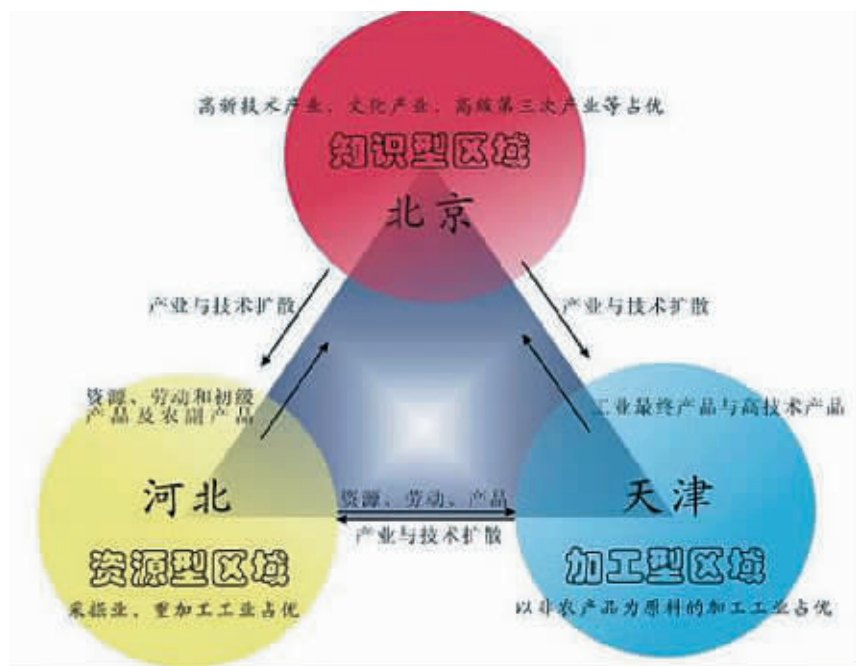 高新技术产业、文化产业、高级第三次产业等占优
知识型区域
北京
产业与技术扩散
产业与技术扩散
资源、劳动和初级
产品及农副产品
工业最终产品与高技术产品
河北
资源、劳动、产品
天津
产业与技术扩散
资源型区域
加工型区域
采掘业、重加工工业占优
以非农产品为原料的加工工业占优